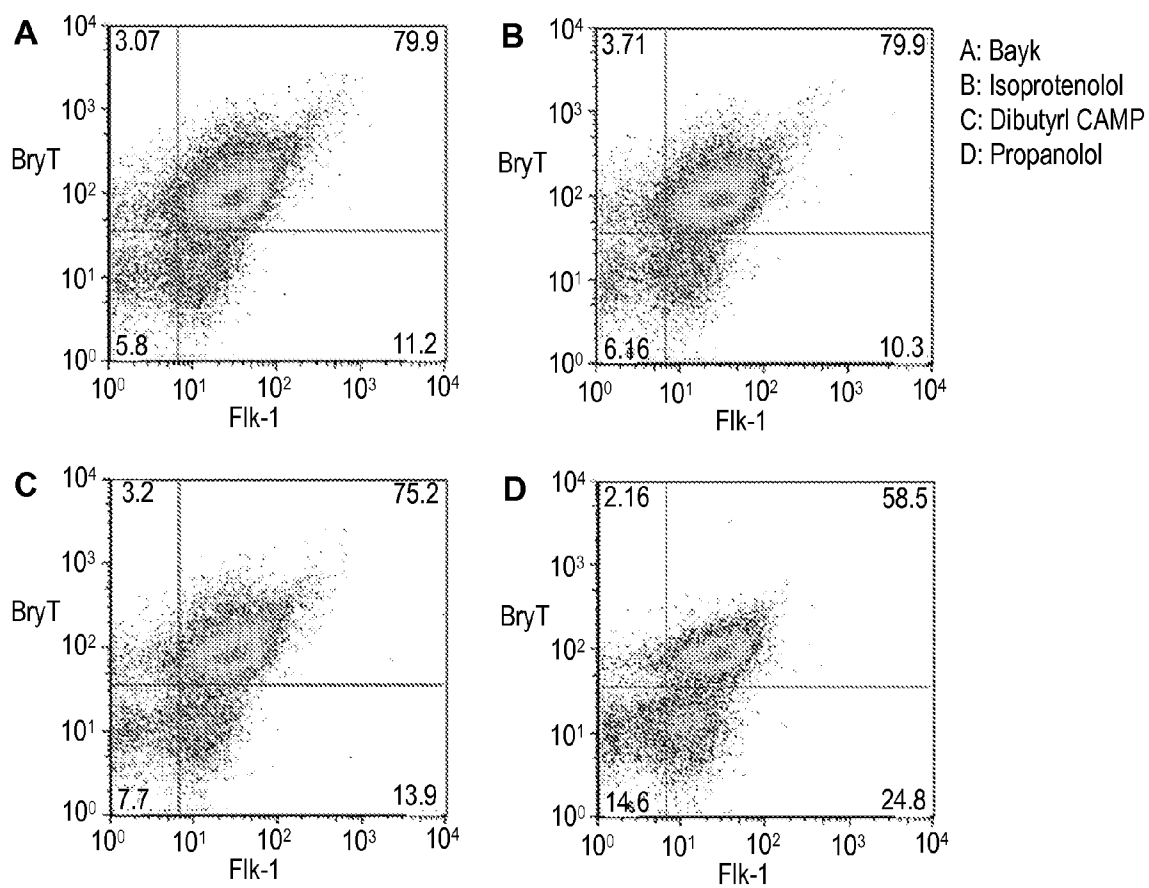 A
10⁴
3.07
79.9
10³
BryT
10²
10¹
5.8
11.2
10⁰
10⁰ 10¹ 10² 10³ 10⁴
Flk-1
B
10⁴
3.71
79.9
10³
BryT
10²
10¹
6.16
10.3
10⁰
10⁰ 10¹ 10² 10³ 10⁴
Flk-1
A: Bayk
B: Isoprotenolol
C: Dibutyrl CAMP
D: Propanolol
C
10⁴
3.2
75.2
10³
BryT
10²
10¹
7.7
13.9
10⁰
10⁰ 10¹ 10² 10³ 10⁴
Flk-1
D
10⁴
2.16
58.5
10³
BryT
10²
10¹
14.6
24.8
10⁰
10⁰ 10¹ 10² 10³ 10⁴
Flk-1